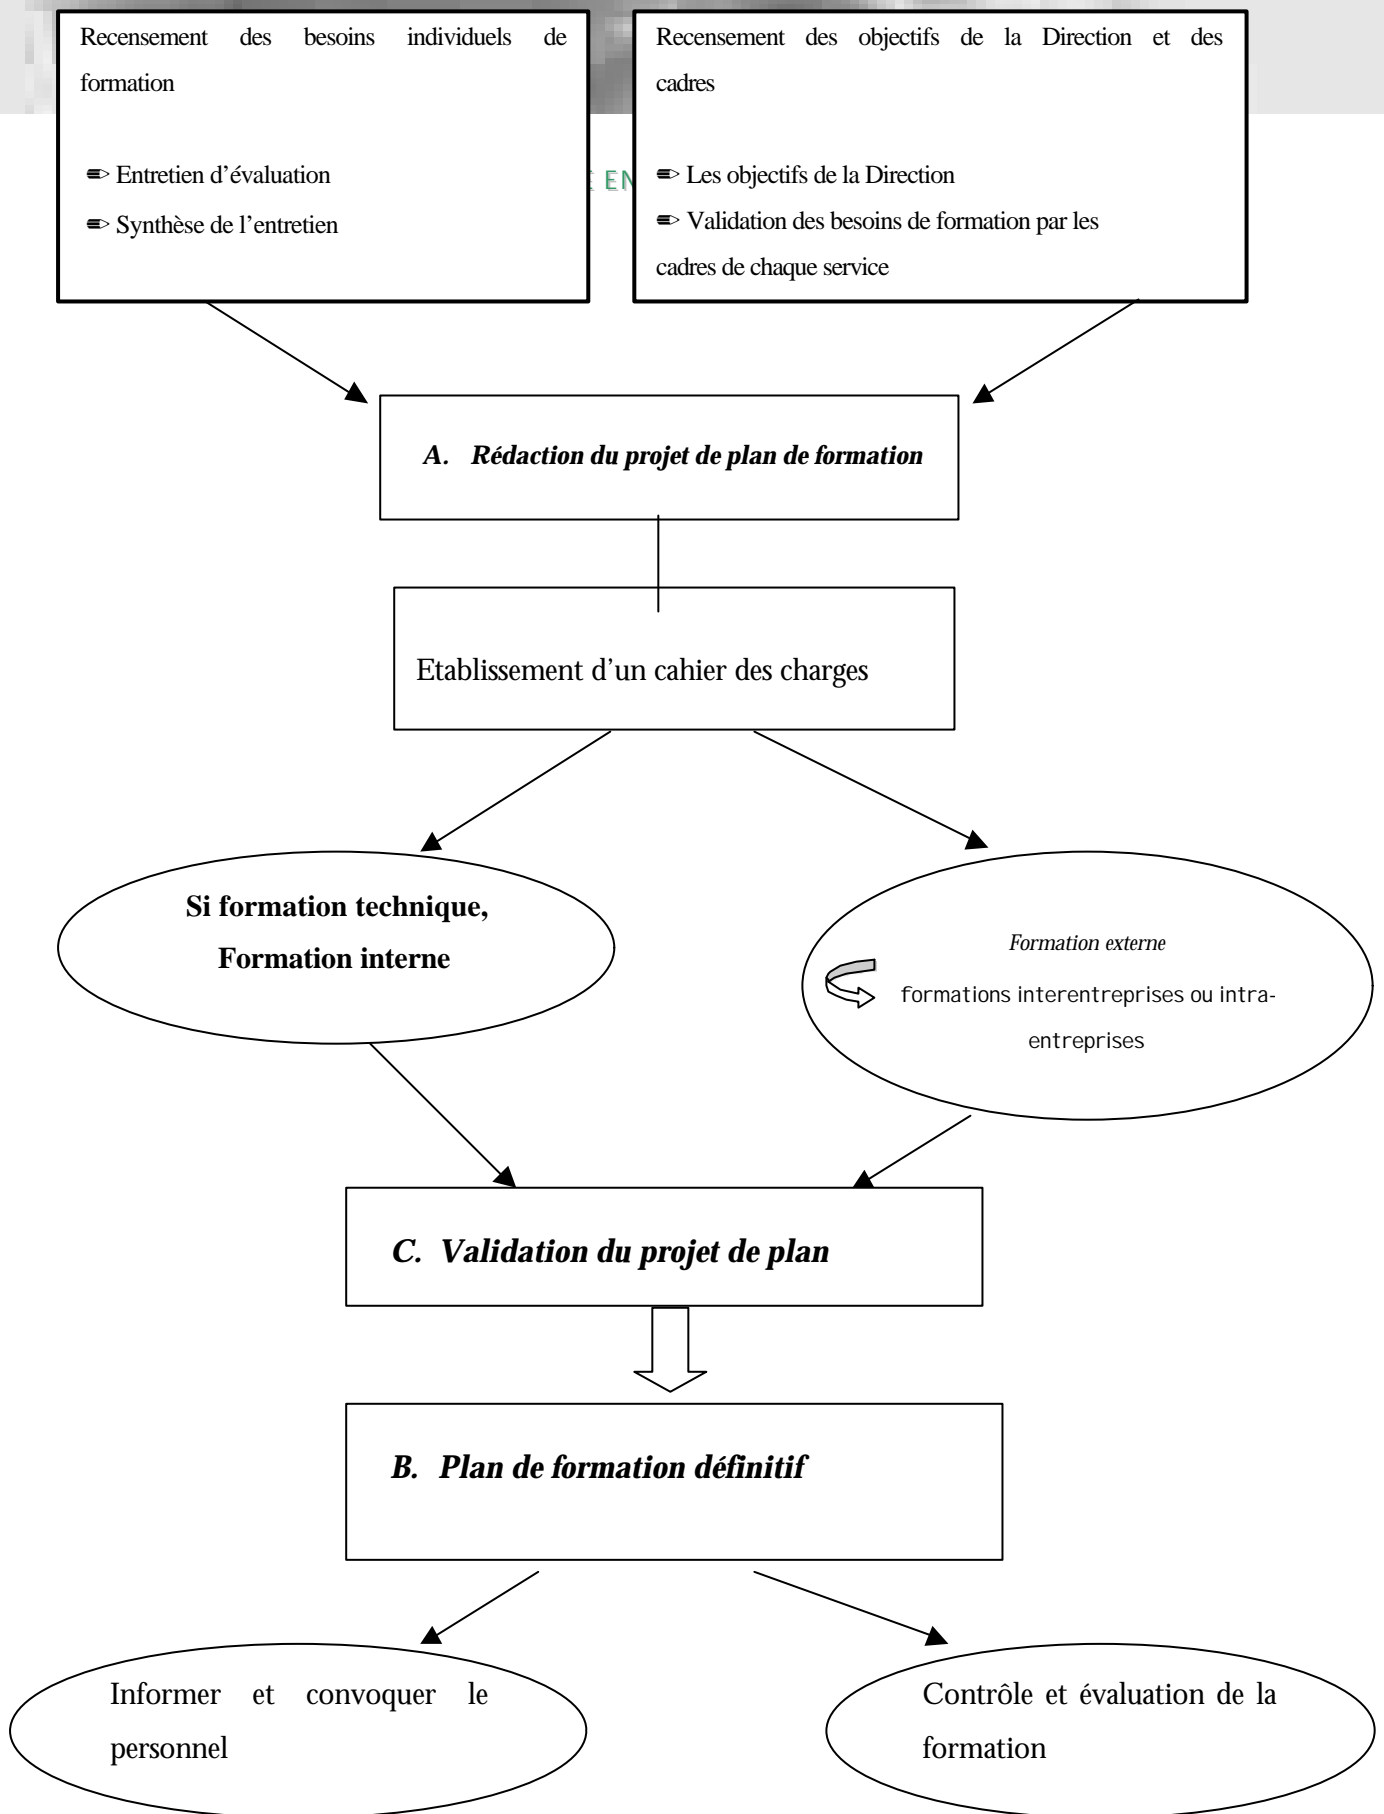 Recensement des besoins individuels de
formation
Entretien d’évaluation
Synthèse de l’entretien
Recensement des objectifs de la Direction et des
cadres
Les objectifs de la Direction
Validation des besoins de formation par les
cadres de chaque service
EN
A. Rédaction du projet de plan de formation
Etablissement d’un cahier des charges
Si formation technique,
Formation interne
Formation externe
formations interentreprises ou intra-
entreprises
C. Validation du projet de plan
B. Plan de formation définitif
Informer et convoquer le
personnel
Contrôle et évaluation de la
formation